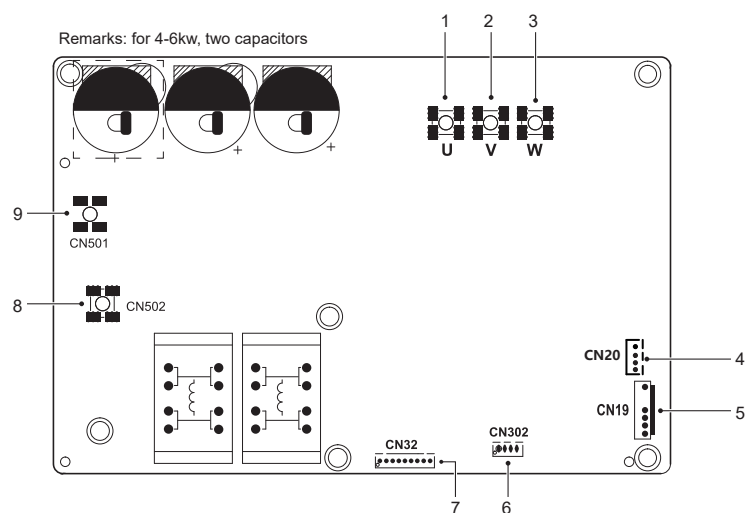 1 2 3
Remarks: for 4-6kw, two capacitors
+ + +
U V W
9
CN501
8 CN502
CN20 4
CN19 5
CN32 CN302
7 6